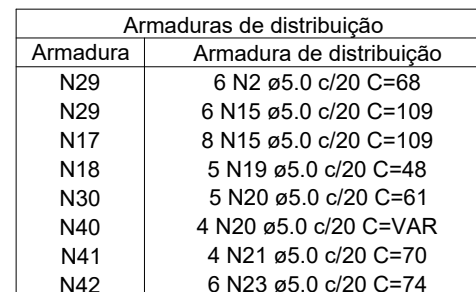 Armaduras de distribuição
Armadura Armadura de distribuição
N29 6 N2 ø5.0 c/20 C=68
N29 6 N15 ø5.0 c/20 C=109
N17 8 N15 ø5.0 c/20 C=109
N18 5 N19 ø5.0 c/20 C=48
N30 5 N20 ø5.0 c/20 C=61
N40 4 N20 ø5.0 c/20 C=VAR
N41 4 N21 ø5.0 c/20 C=70
N42 6 N23 ø5.0 c/20 C=74